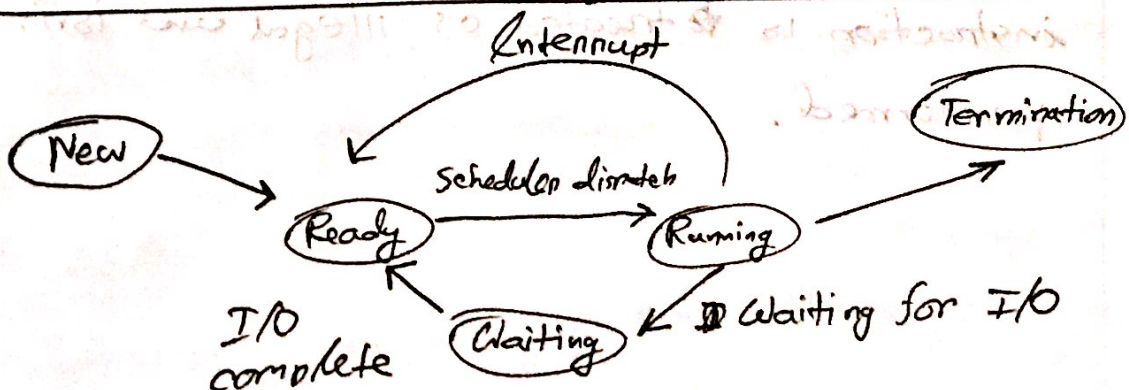 Interrupt
New
Termination
Scheduler dispatch
Ready
Running
I/O
complete
Waiting
Waiting for I/O